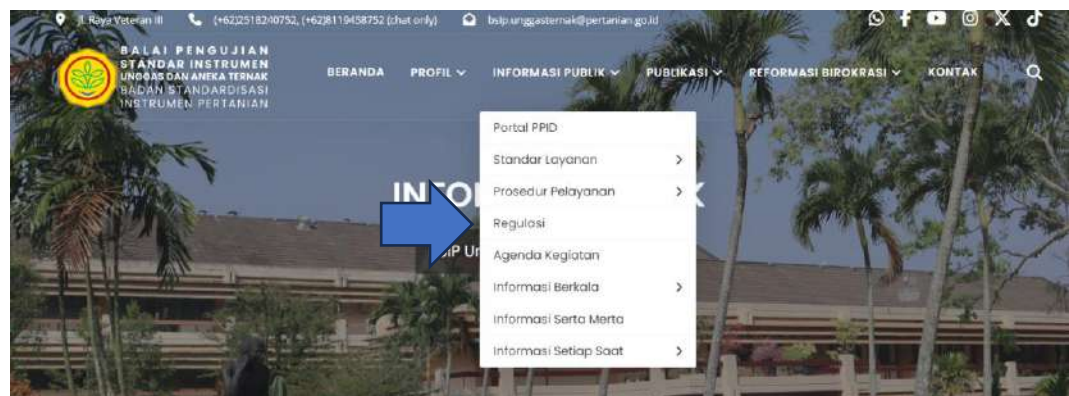 Jl. Raya Veteran III (+62)2518240752, (+62)8119458752 (chat only) bsip.unggasternak@pertanian.go.id
BALAI PENGUJIAN
STANDAR INSTRUMEN
UNGGAS DAN ANEKA TERNAK
BADAN STANDARDISASI
INSTRUMEN PERTANIAN
BERANDA PROFIL INFORMASI PUBLIK PUBLIKASI REFORMASI BIROKRASI KONTAK
Portal PPID
Standar Layanan
Prosedur Pelayanan
Regulasi
Agenda Kegiatan
Informasi Berkala
Informasi Serta Merta
Informasi Setiap Saat